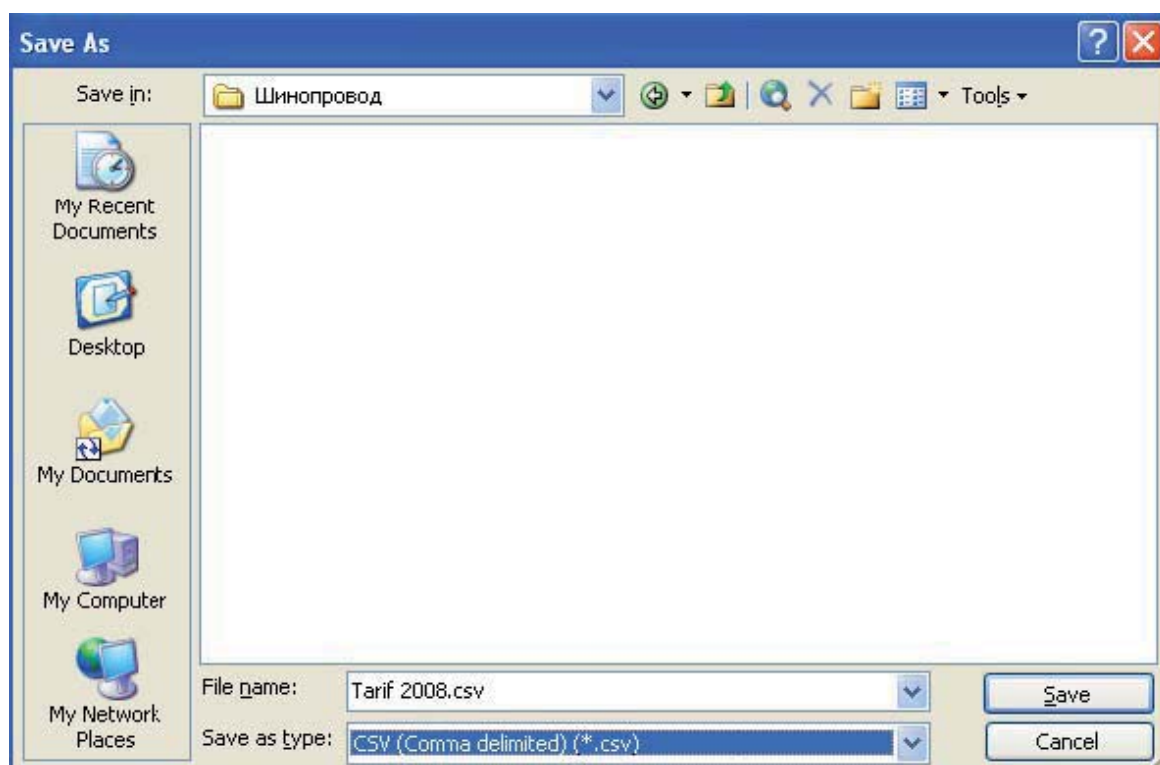 Save As
Save in:
Шинопровод
Tools
My Recent
Documents
Desktop
My Documents
My Computer
My Network
Places
File name:
Tarif 2008.csv
Save
Save as type:
CSV (Comma delimited) (*.csv)
Cancel